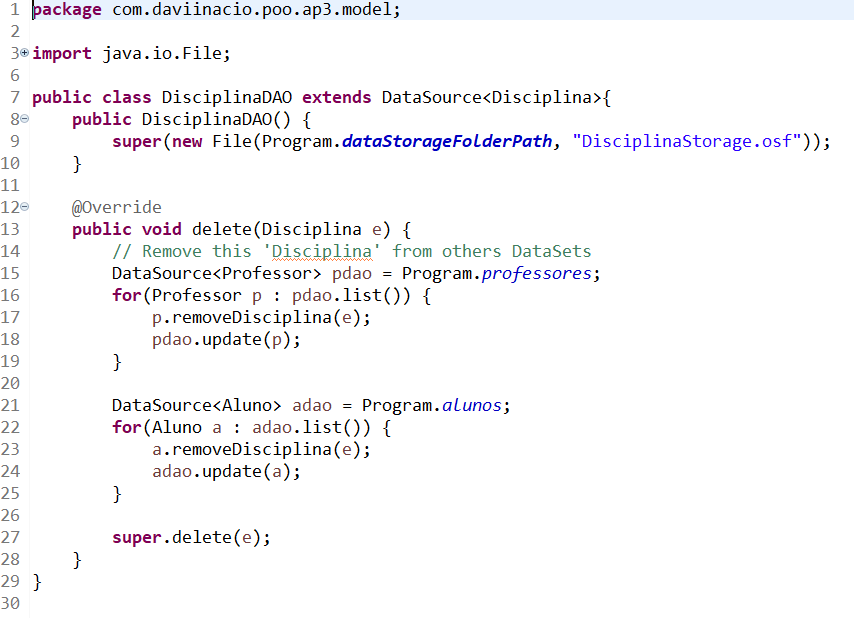 1 package com.daviinacio.poo.ap3.model;
2
3 import java.io.File;
6
7 public class DisciplinaDAO extends DataSource<Disciplina>{
8     public DisciplinaDAO() {
9         super(new File(Program.dataStorageFolderPath, "DisciplinaStorage.osf"));
10     }
11
12     @Override
13     public void delete(Disciplina e) {
14         // Remove this 'Disciplina' from others DataSets
15         DataSource<Professor> pdao = Program.professores;
16         for(Professor p : pdao.list()) {
17             p.removeDisciplina(e);
18             pdao.update(p);
19         }
20
21         DataSource<Aluno> adao = Program.alunos;
22         for(Aluno a : adao.list()) {
23             a.removeDisciplina(e);
24             adao.update(a);
25         }
26
27         super.delete(e);
28     }
29 }
30